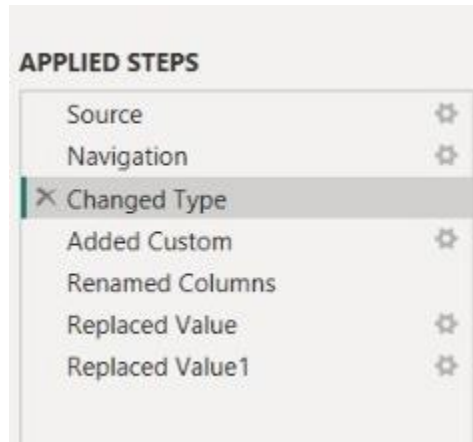 APPLIED STEPS
Source
Navigation
Changed Type
Added Custom
Renamed Columns
Replaced Value
Replaced Value1